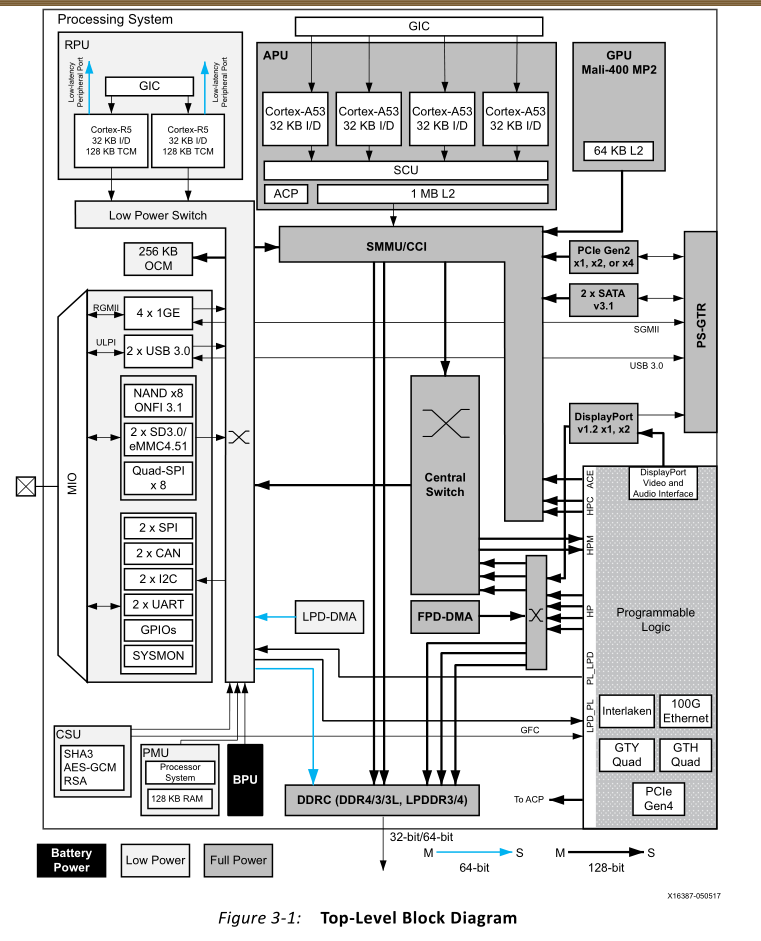 Processing System
RPU
Low-latency
Peripheral Port
Low-latency
Peripheral Port
GIC
Cortex-R5
32 KB I/D
128 KB TCM
Cortex-R5
32 KB I/D
128 KB TCM
GIC
APU
Cortex-A53
32 KB I/D
Cortex-A53
32 KB I/D
Cortex-A53
32 KB I/D
Cortex-A53
32 KB I/D
SCU
ACP
1 MB L2
GPU
Mali-400 MP2
64 KB L2
Low Power Switch
SMMU/CCI
256 KB
OCM
PCIe Gen2
x1, x2, or x4
2 x SATA
v3.1
PS-GTR
RGMII
4 x 1GE
SGMII
ULPI
2 x USB 3.0
USB 3.0
MIO
NAND x8
ONFI 3.1
2 x SD3.0/
eMMC4.51
Quad-SPI
x 8
Central
Switch
DisplayPort
v1.2 x1, x2
DisplayPort
Video and
Audio Interface
ACE
HPC
HPM
HP
PL_LPD
LPD_PL
2 x SPI
2 x CAN
2 x I2C
2 x UART
GPIOs
SYSMON
LPD-DMA
FPD-DMA
Programmable
Logic
Interlaken
100G
Ethernet
GTY
Quad
GTH
Quad
PCIe
Gen4
GFC
CSU
SHA3
AES-GCM
RSA
PMU
Processor
System
128 KB RAM
BPU
DDRC (DDR4/3/3L, LPDDR3/4)
To ACP
32-bit/64-bit
Battery
Power
Low Power
Full Power
M
S
64-bit
M
S
128-bit
X16387-050517
Figure 3-1: Top-Level Block Diagram